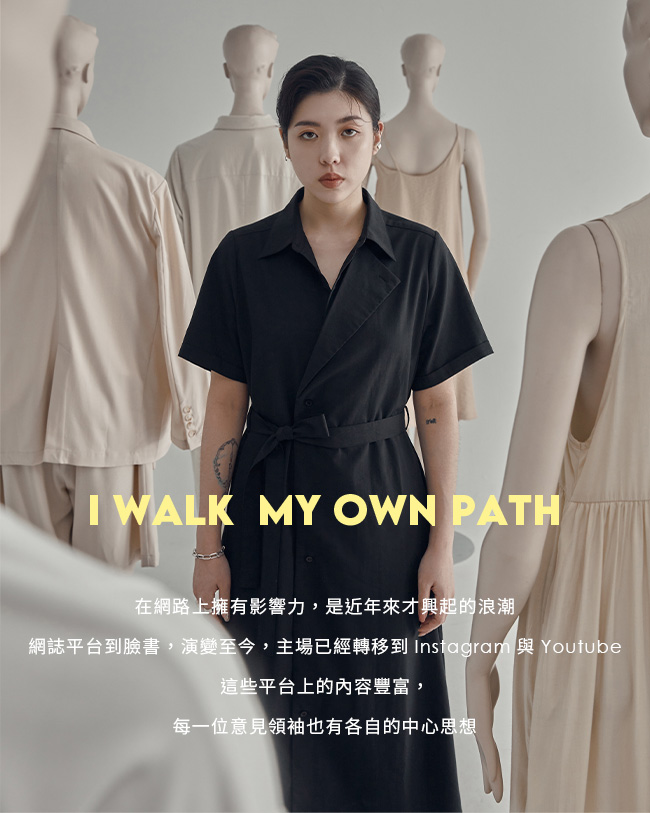 I WALK MY OWN PATH
在網路上擁有影響力，是近年來才興起的浪潮
網誌平台到臉書，演變至今，主場已經轉移到 Instagram 與 Youtube
這些平台上的內容豐富，
每一位意見領袖也有各自的中心思想